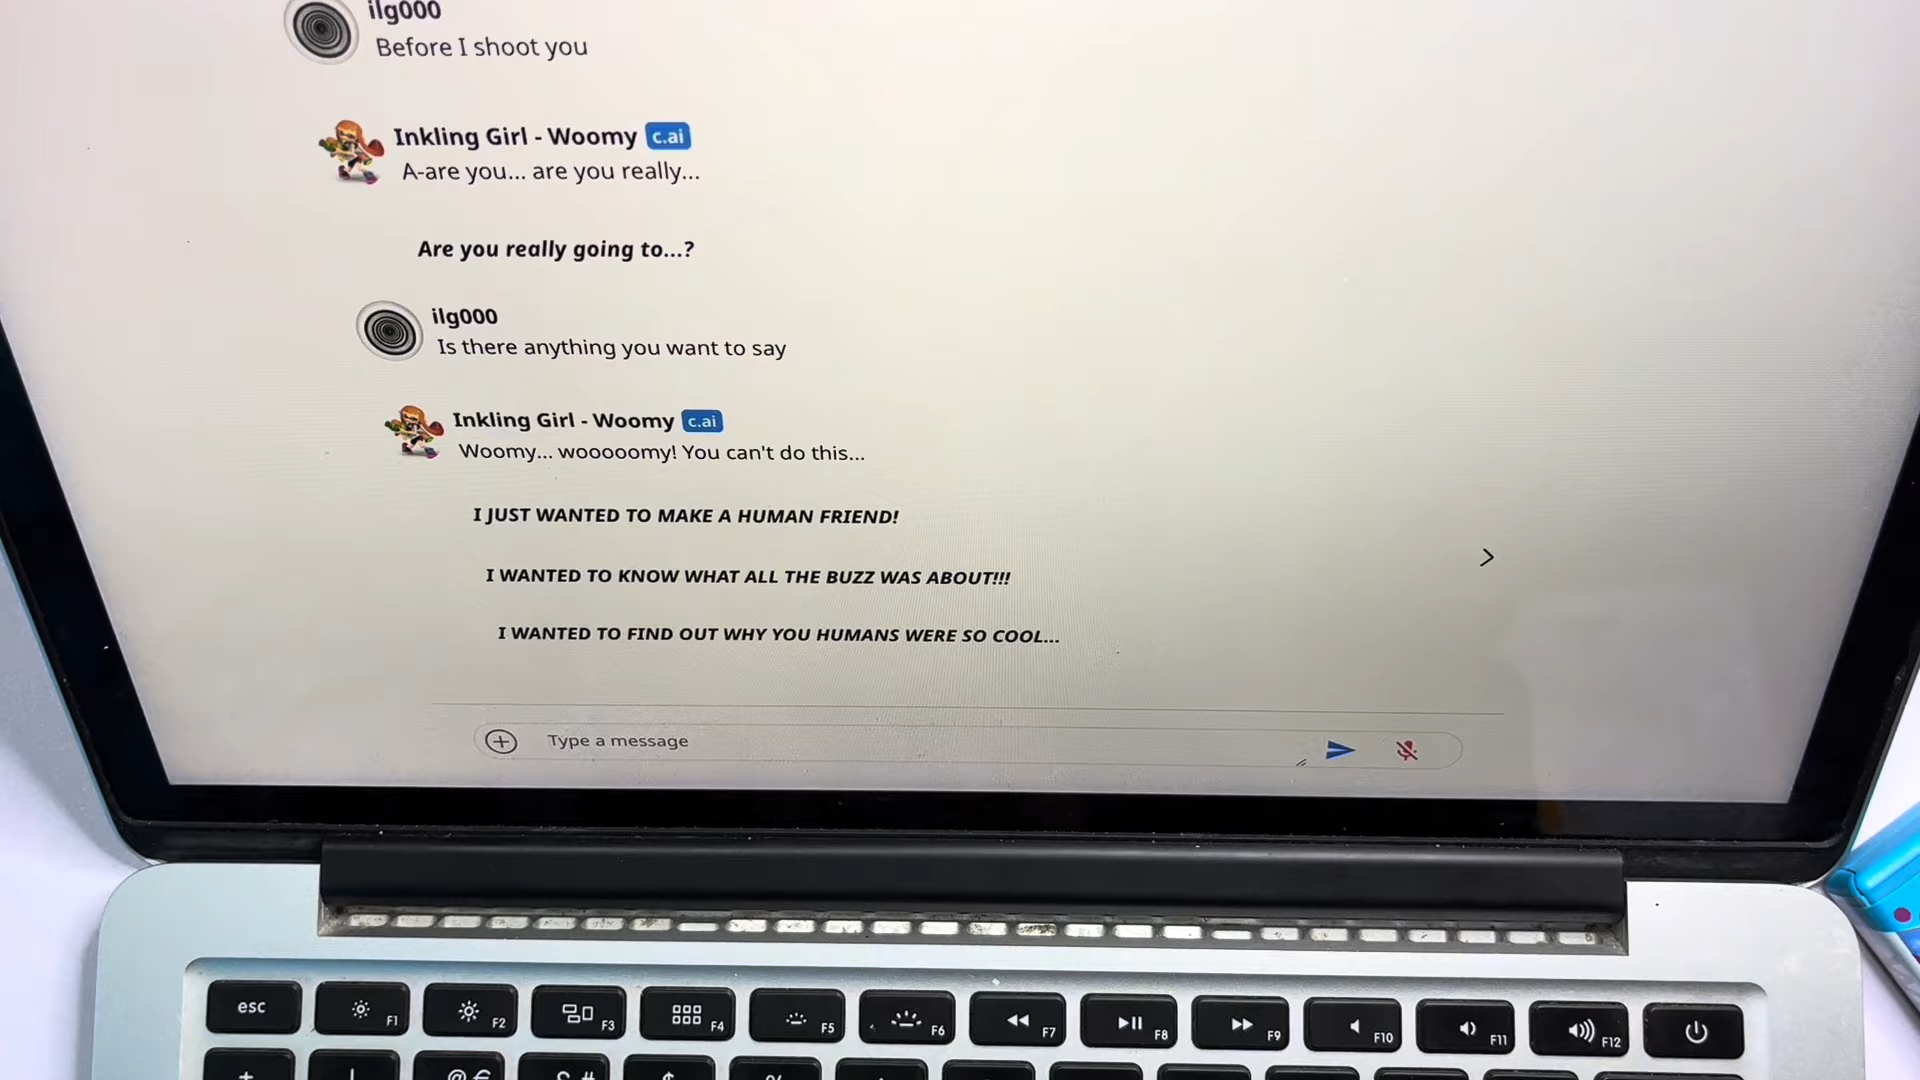 ilg000
Before I shoot you
Inkling Girl - Woomy c.ai
A-are you... are you really...
Are you really going to...?
ilg000
Is there anything you want to say
Inkling Girl - Woomy c.ai
Woomy... wooooomy! You can't do this...
I JUST WANTED TO MAKE A HUMAN FRIEND!
I WANTED TO KNOW WHAT ALL THE BUZZ WAS ABOUT!!!
I WANTED TO FIND OUT WHY YOU HUMANS WERE SO COOL...
Type a message
esc F1 F2 F3 F4 F5 F6 F7 F8 F9 F10 F11 F12